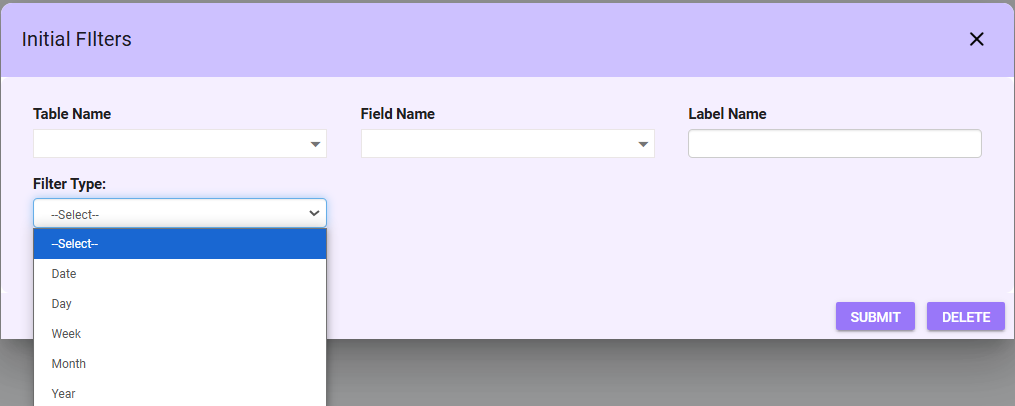 Initial FIlters
Table Name
Field Name
Label Name
Filter Type:
--Select--
--Select--
Date
Day
Week
Month
Year
SUBMIT
DELETE